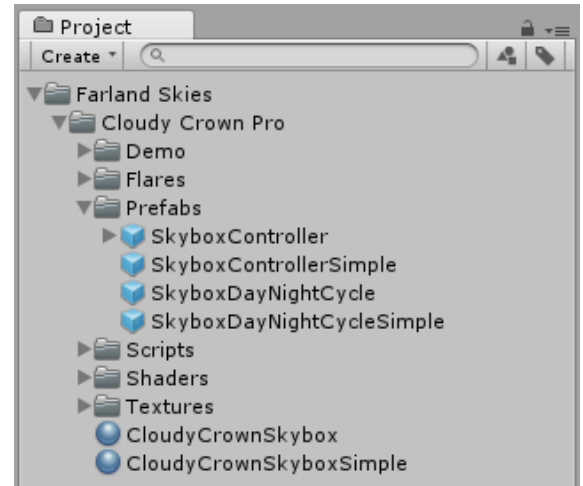 Project
Create
Farland Skies
Cloudy Crown Pro
Demo
Flares
Prefabs
SkyboxController
SkyboxControllerSimple
SkyboxDayNightCycle
SkyboxDayNightCycleSimple
Scripts
Shaders
Textures
CloudyCrownSkybox
CloudyCrownSkyboxSimple